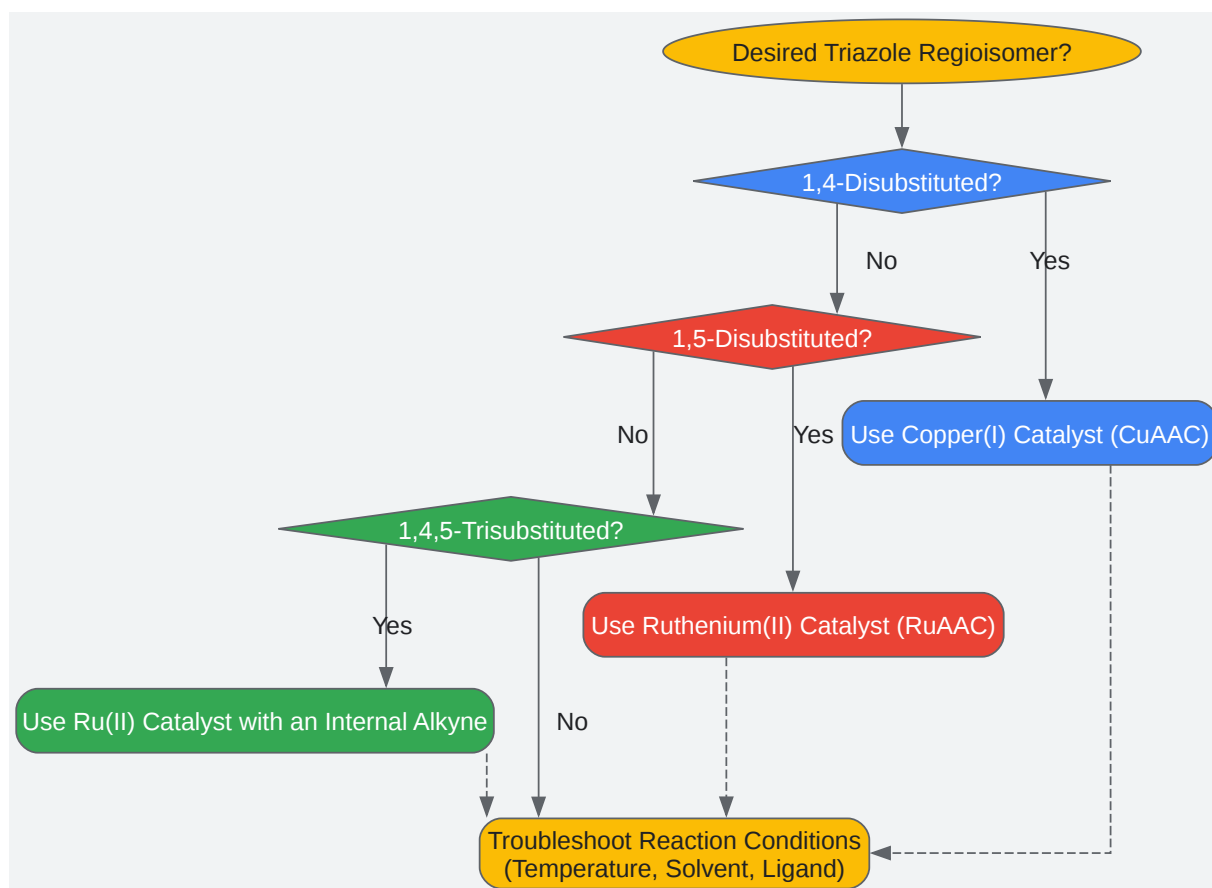 Desired Triazole Regioisomer?
1,4-Disubstituted?
No
Yes
1,5-Disubstituted?
Use Copper(I) Catalyst (CuAAC)
No
Yes
1,4,5-Trisubstituted?
Use Ruthenium(II) Catalyst (RuAAC)
Yes
Use Ru(II) Catalyst with an Internal Alkyne
No
Troubleshoot Reaction Conditions
(Temperature, Solvent, Ligand)